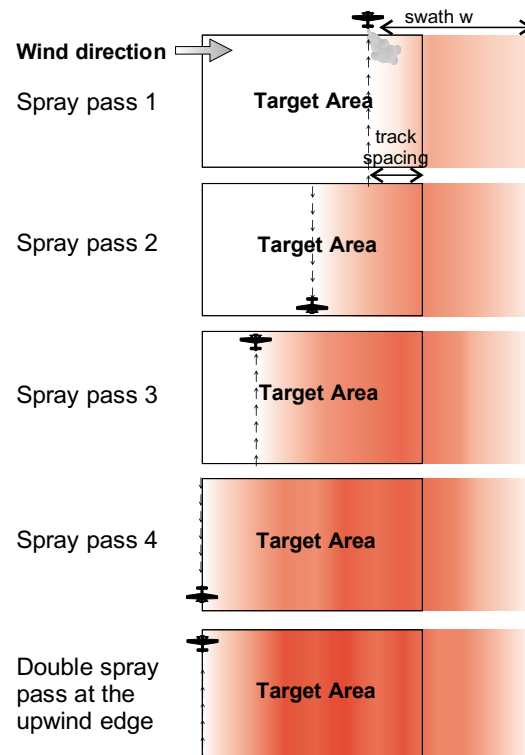 swath w
Wind direction
Spray pass 1
Target Area
track
spacing
Spray pass 2
Target Area
Spray pass 3
Target Area
Spray pass 4
Target Area
Double spray
pass at the
upwind edge
Target Area